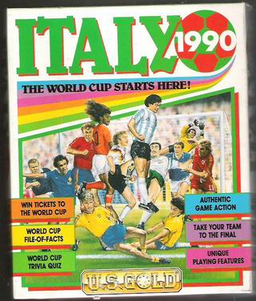 ITALY
1990
THE WORLD CUP STARTS HERE!
WIN TICKETS TO
THE WORLD CUP
WORLD CUP
FILE-OF-FACTS
WORLD CUP
TRIVIA QUIZ
AUTHENTIC
GAME ACTION
TAKE YOUR TEAM
TO THE FINAL
UNIQUE
PLAYING FEATURES
U.S. GOLD